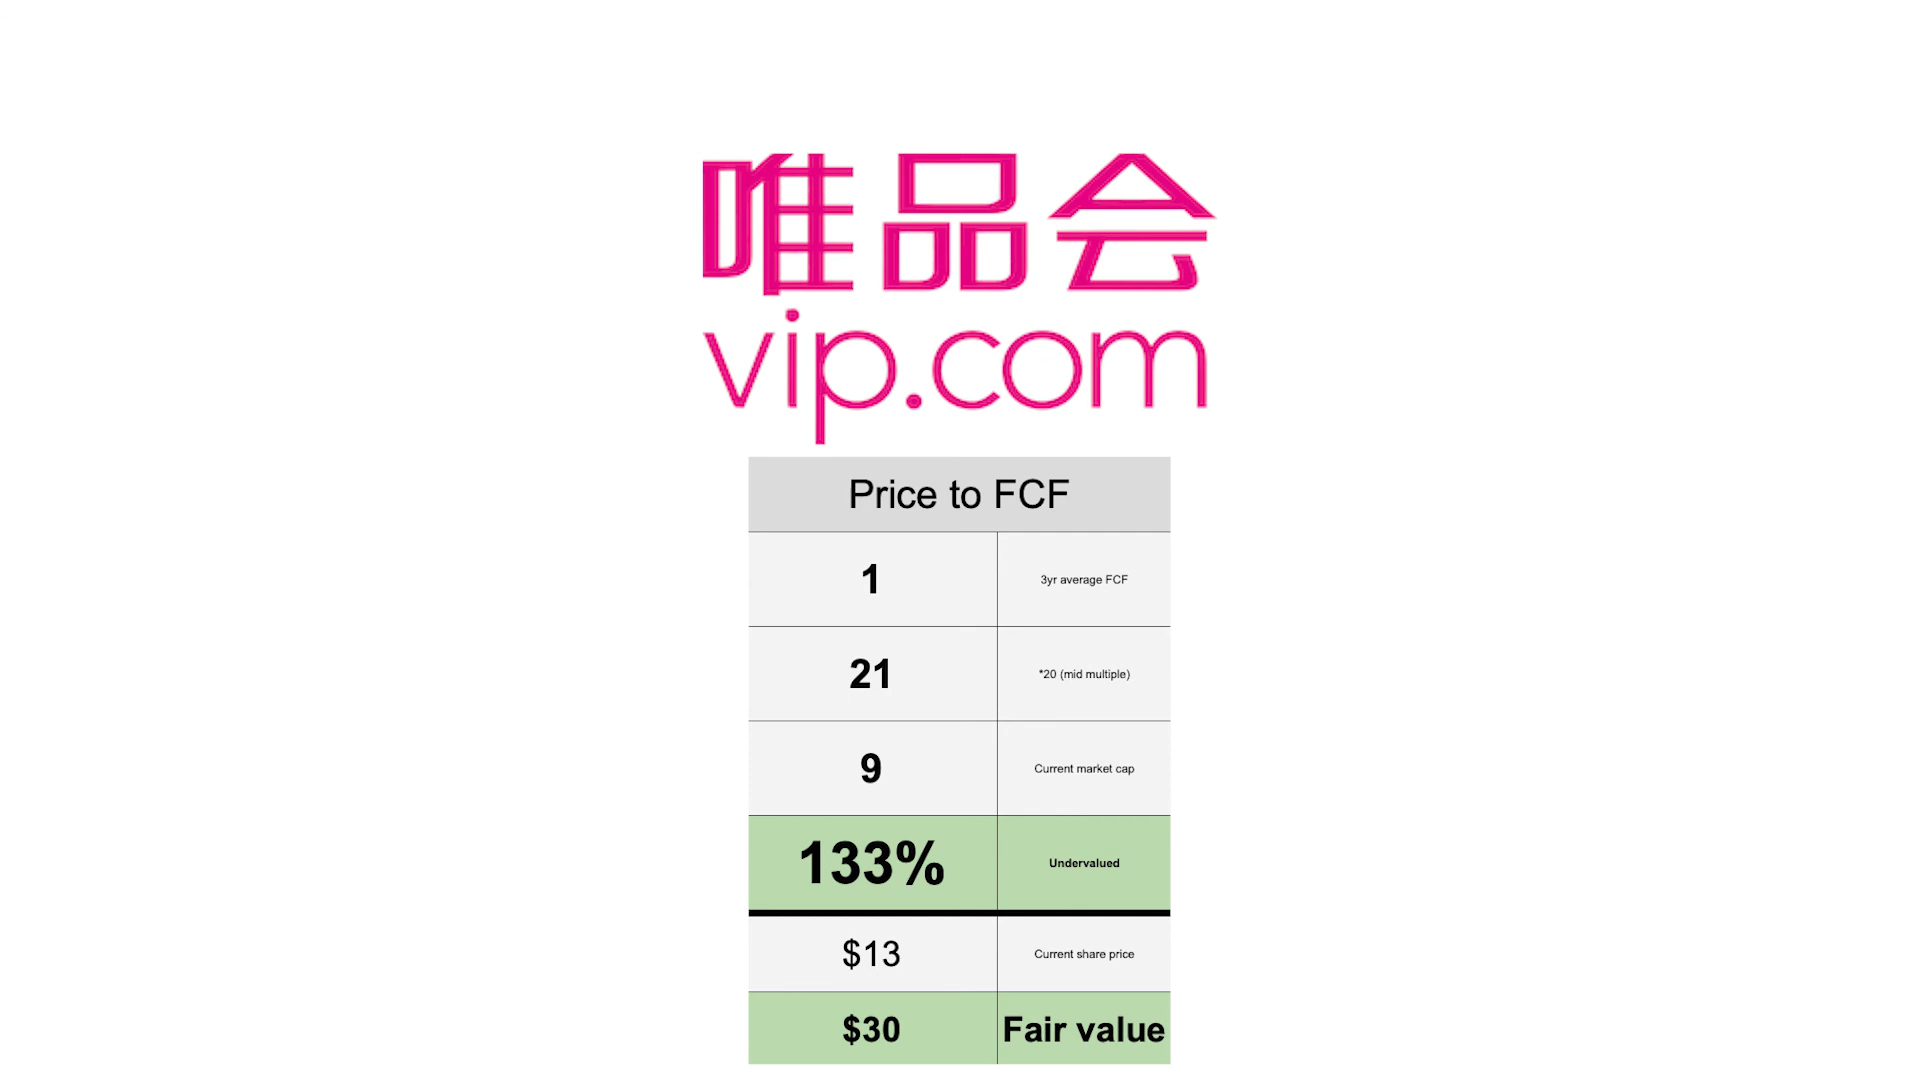 唯品会
vip.com
Price to FCF
1 3yr average FCF
21 *20 (mid multiple)
9 Current market cap
133% Undervalued
$13 Current share price
$30 Fair value